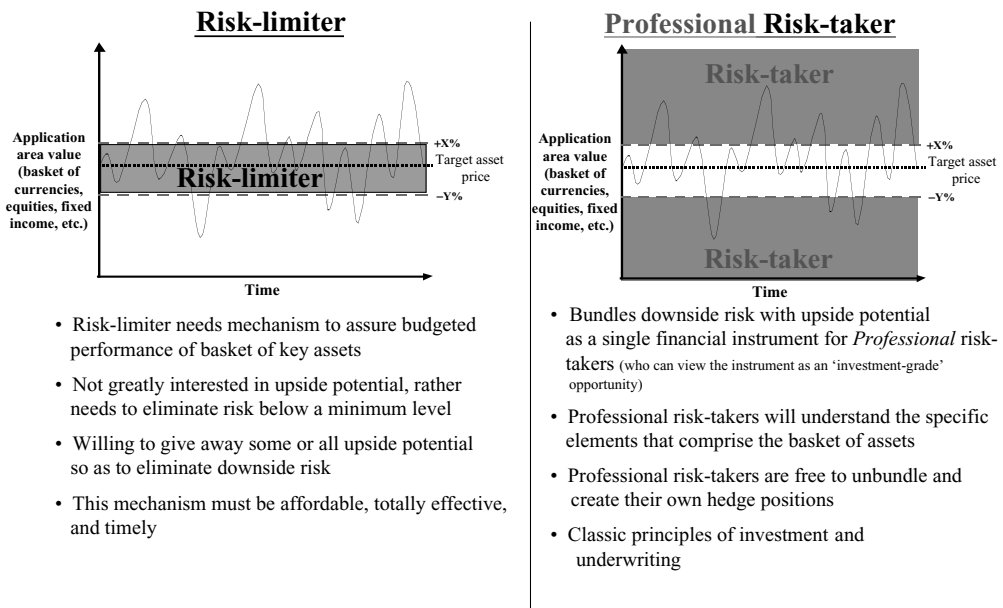 Risk-limiter
Application
area value
(basket of
currencies,
equities, fixed
income, etc.)
+X%
Target asset
price
Risk-limiter
–Y%
Time
• Risk-limiter needs mechanism to assure budgeted
performance of basket of key assets
• Not greatly interested in upside potential, rather
needs to eliminate risk below a minimum level
• Willing to give away some or all upside potential
so as to eliminate downside risk
• This mechanism must be affordable, totally effective,
and timely
Professional Risk-taker
Risk-taker
Application
area value
(basket of
currencies,
equities, fixed
income, etc.)
+X%
Target asset
price
–Y%
Risk-taker
Time
• Bundles downside risk with upside potential
as a single financial instrument for Professional risk-
takers (who can view the instrument as an ‘investment-grade’
opportunity)
• Professional risk-takers will understand the specific
elements that comprise the basket of assets
• Professional risk-takers are free to unbundle and
create their own hedge positions
• Classic principles of investment and
underwriting